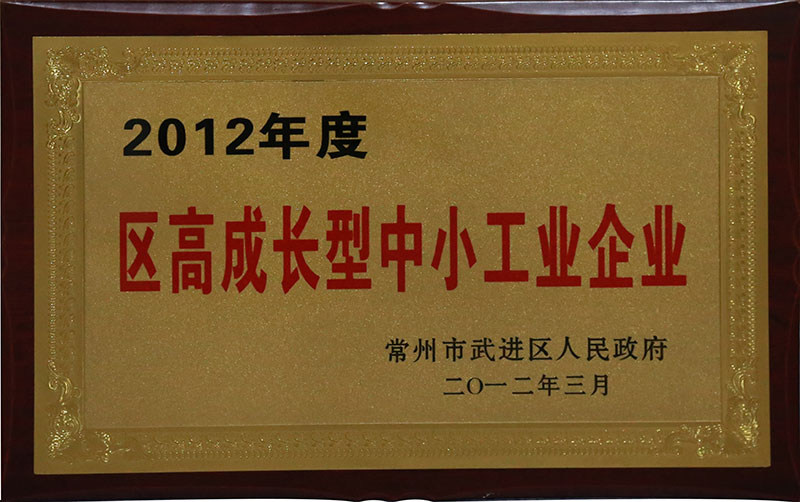 2012年度
区高成长型中小工业企业
常州市武进区人民政府
二〇一二年三月